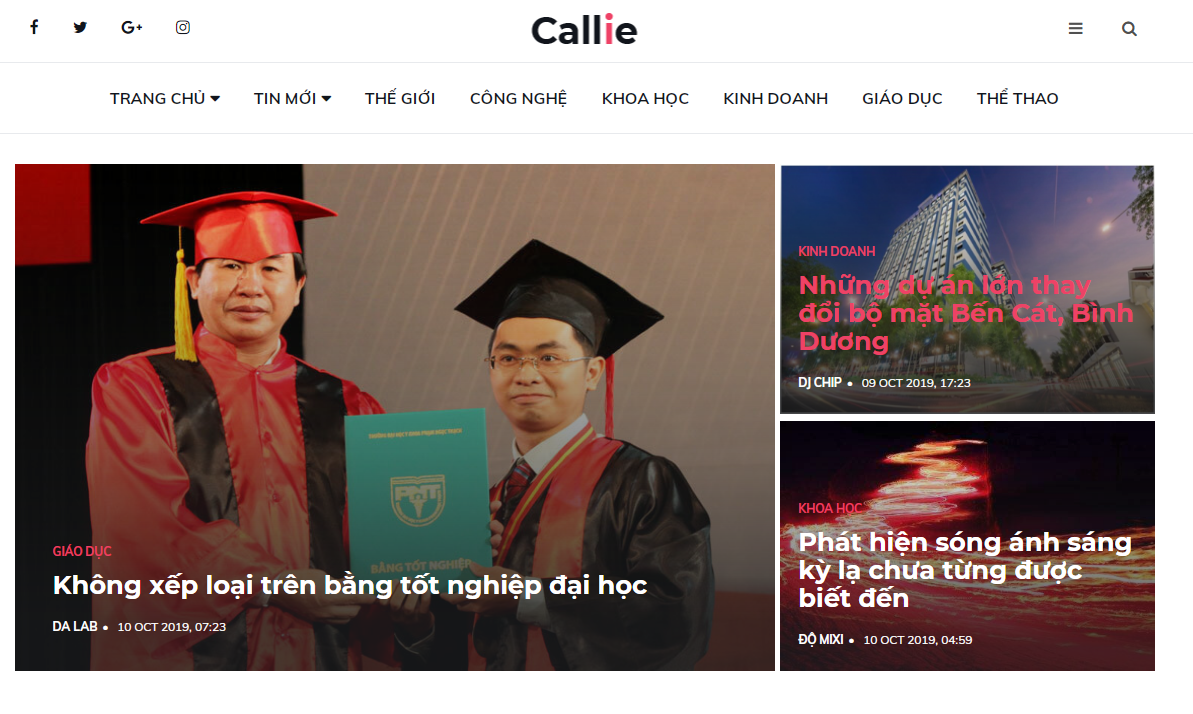 Callie
TRANG CHỦ TIN MỚI THẾ GIỚI CÔNG NGHỆ KHOA HỌC KINH DOANH GIÁO DỤC THỂ THAO
GIÁO DỤC
Không xếp loại trên bằng tốt nghiệp đại học
DA LAB • 10 OCT 2019, 07:23
PNT
BẰNG TỐT NGHIỆP
KINH DOANH
Những dự án lớn thay
đổi bộ mặt Bến Cát, Bình
Dương
DJ CHIP • 09 OCT 2019, 17:23
KHOA HỌC
Phát hiện sóng ánh sáng
kỳ lạ chưa từng được
biết đến
ĐỘ MIXI • 10 OCT 2019, 04:59